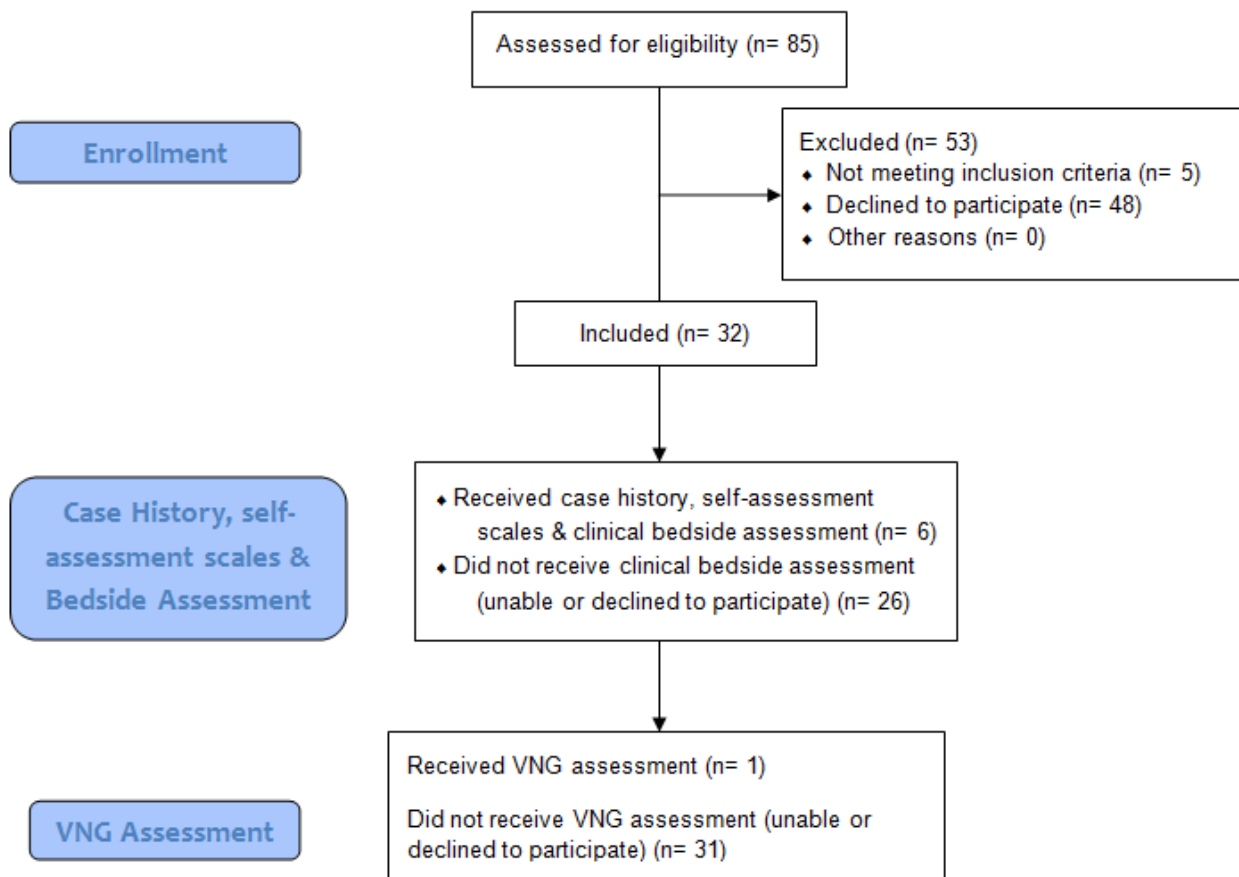 Assessed for eligibility (n= 85)
Enrollment
Excluded (n= 53)
⬥ Not meeting inclusion criteria (n= 5)
⬥ Declined to participate (n= 48)
⬥ Other reasons (n= 0)
Included (n= 32)
Case History, self-
assessment scales &
Bedside Assessment
⬥ Received case history, self-assessment
scales & clinical bedside assessment (n= 6)
⬥ Did not receive clinical bedside assessment
(unable or declined to participate) (n= 26)
VNG Assessment
Received VNG assessment (n= 1)
Did not receive VNG assessment (unable or
declined to participate) (n= 31)